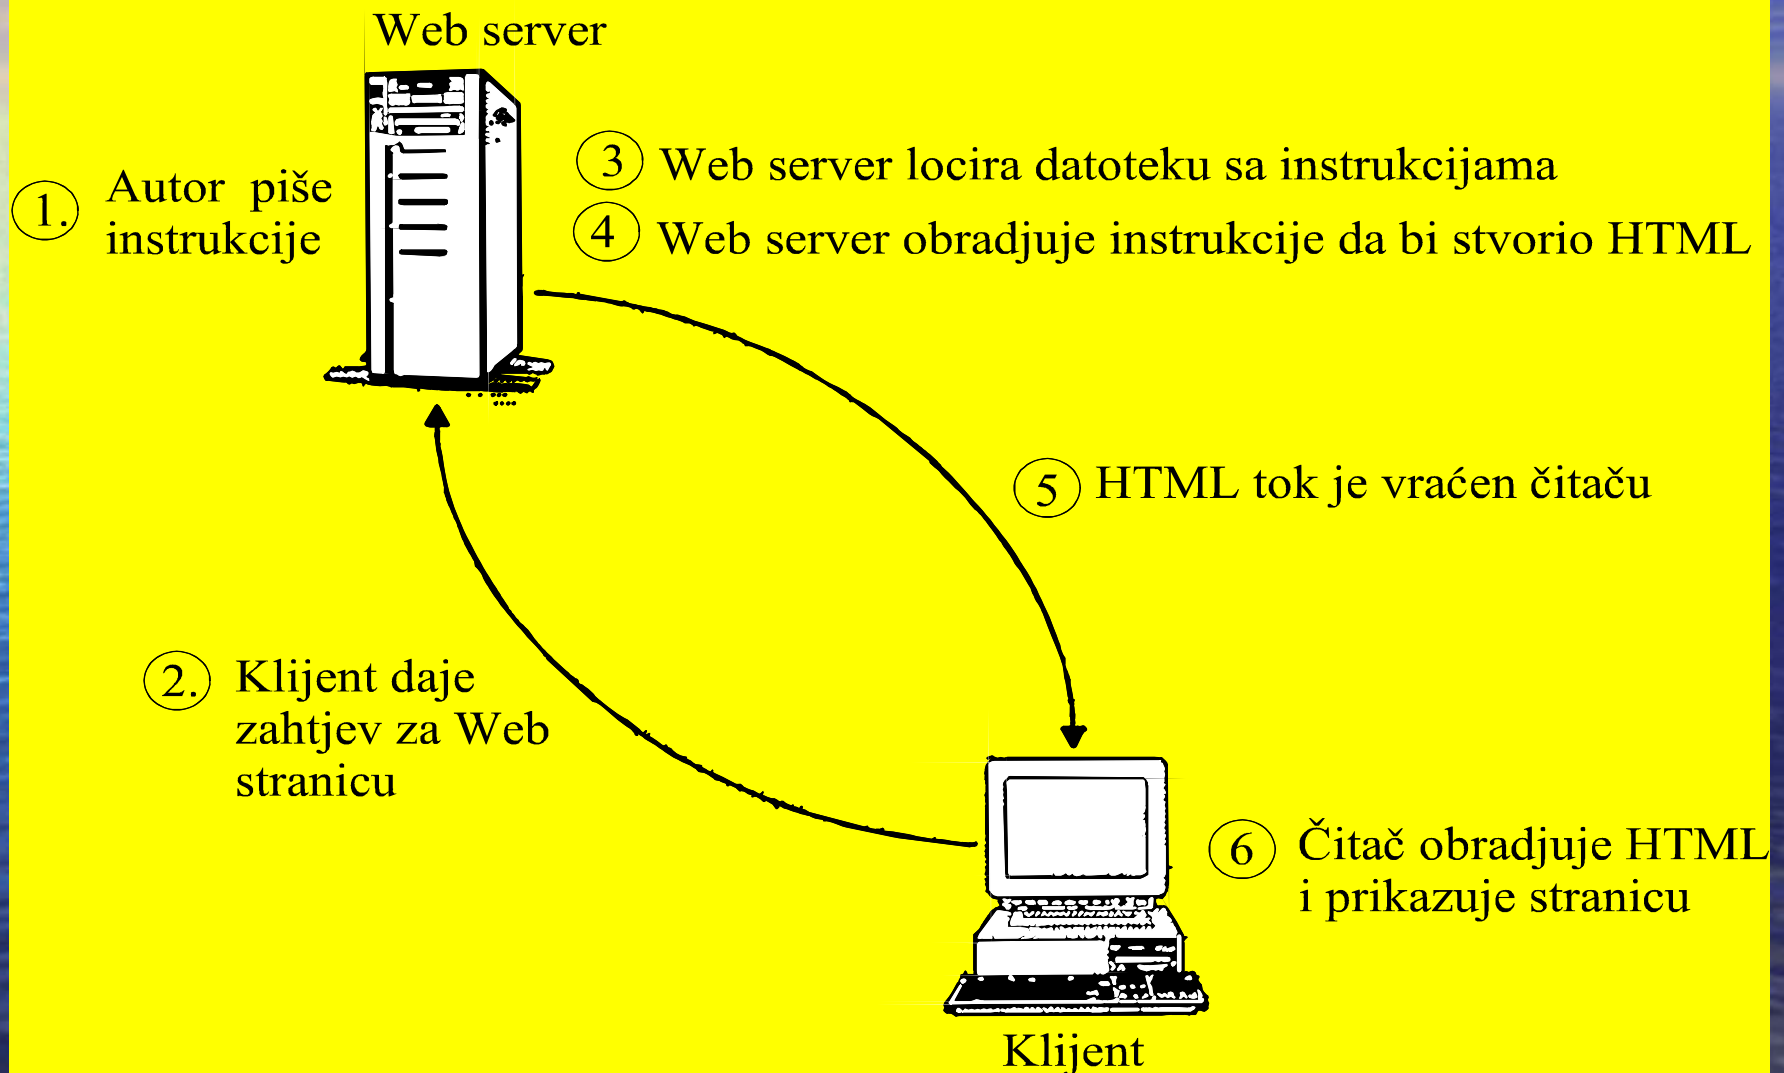 Web server
1. Autor piše
instrukcije
3 Web server locira datoteku sa instrukcijama
4 Web server obradjuje instrukcije da bi stvorio HTML
5 HTML tok je vraćen čitaču
2. Klijent daje
zahtjev za Web
stranicu
6 Čitač obradjuje HTML
i prikazuje stranicu
Klijent